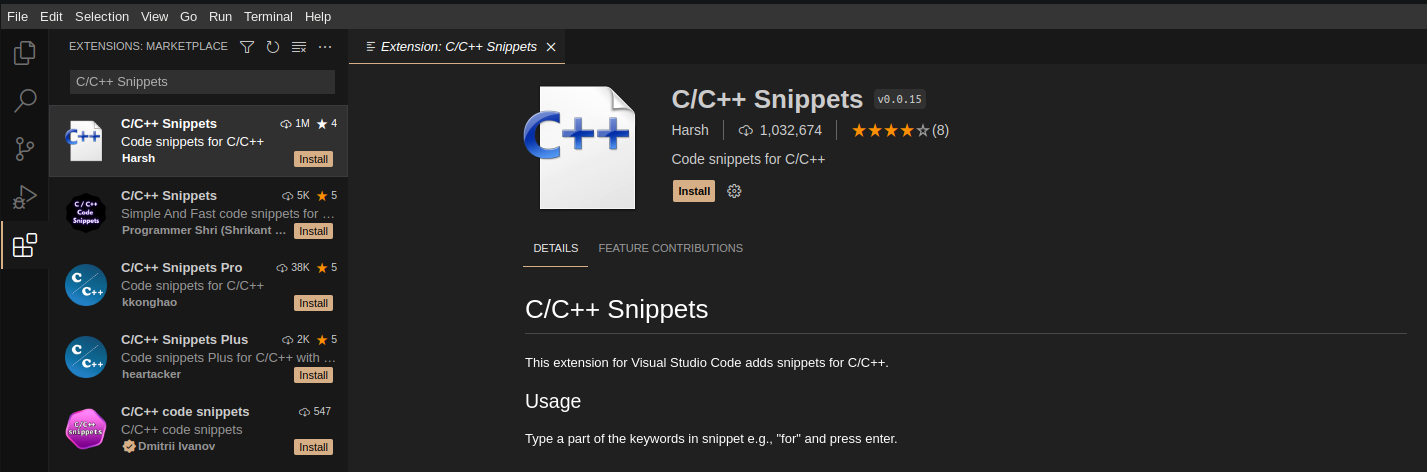 File Edit Selection View Go Run Terminal Help
EXTENSIONS: MARKETPLACE
C/C++ Snippets
C/C++ Snippets 1M 4
Code snippets for C/C++
Harsh Install
C/C++ Snippets 5K 5
Simple And Fast code snippets for ...
Programmer Shri (Shrikant ... Install
C/C++ Snippets Pro 38K 5
Code snippets for C/C++
kkonghao Install
C/C++ Snippets Plus 2K 5
Code snippets Plus for C/C++ with ...
heartacker Install
C/C++ code snippets 547
C/C++ code snippets
Dmitrii Ivanov Install
C++
C / C++
Code
Snippets
C
C++
C
C++
C/C++
snippets
Extension: C/C++ Snippets
C++
C/C++ Snippets v0.0.15
Harsh 1,032,674 (8)
Code snippets for C/C++
Install
DETAILS FEATURE CONTRIBUTIONS
C/C++ Snippets
This extension for Visual Studio Code adds snippets for C/C++.
Usage
Type a part of the keywords in snippet e.g., "for" and press enter.